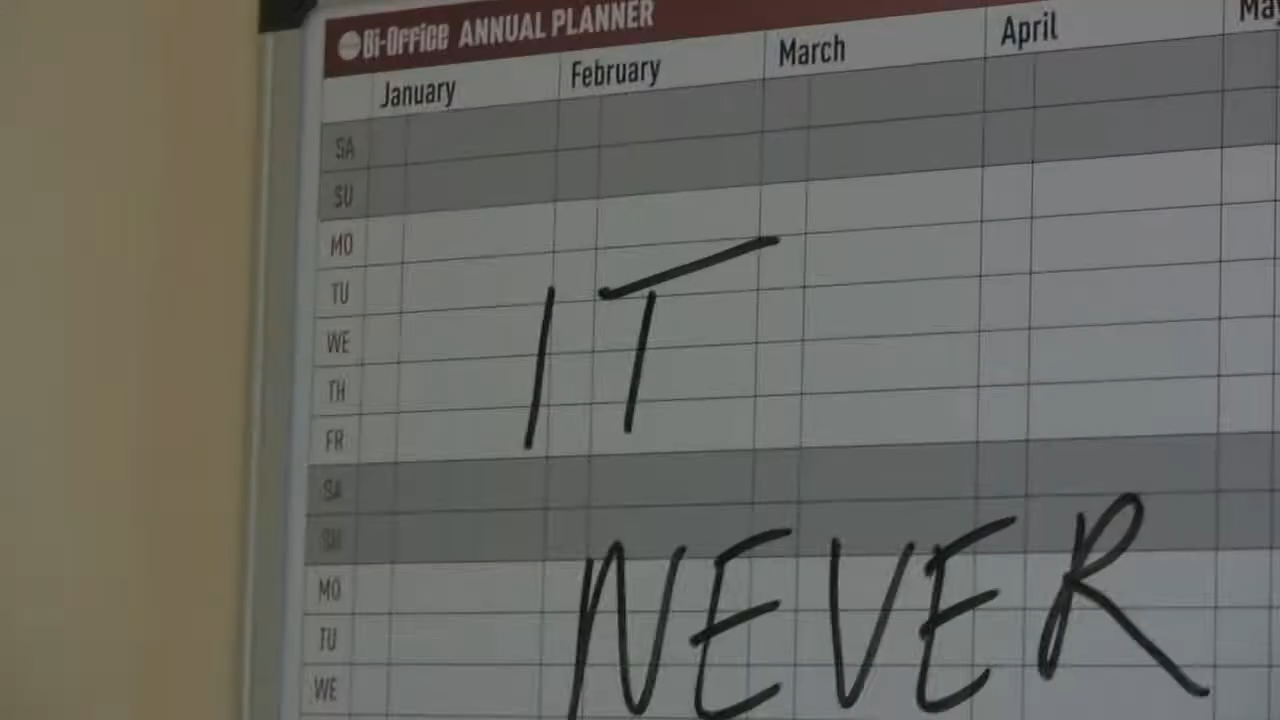 Bi-Office ANNUAL PLANNER
January February March April
SA
SU
MO
TU
WE
TH
FR
SA
SU
MO
TU
WE
IT
NEVER